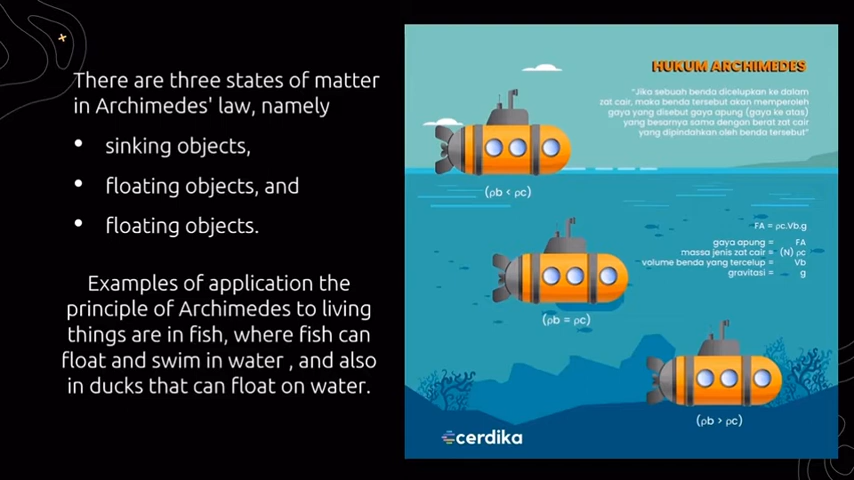 There are three states of matter
in Archimedes' law, namely
• sinking objects,
• floating objects, and
• floating objects.
Examples of application the
principle of Archimedes to living
things are in fish, where fish can
float and swim in water , and also
in ducks that can float on water.
HUKUM ARCHIMEDES
"Jika sebuah benda dicelupkan ke dalam
zat cair, maka benda tersebut akan memperoleh
gaya yang disebut gaya apung (gaya ke atas)
yang besarnya sama dengan berat zat cair
yang dipindahkan oleh benda tersebut"
(ρb < ρc)
FA = ρc.Vb.g
gaya apung = FA
massa jenis zat cair = (N) ρc
volume benda yang tercelup = Vb
gravitasi = g
(ρb = ρc)
(ρb > ρc)
cerdika